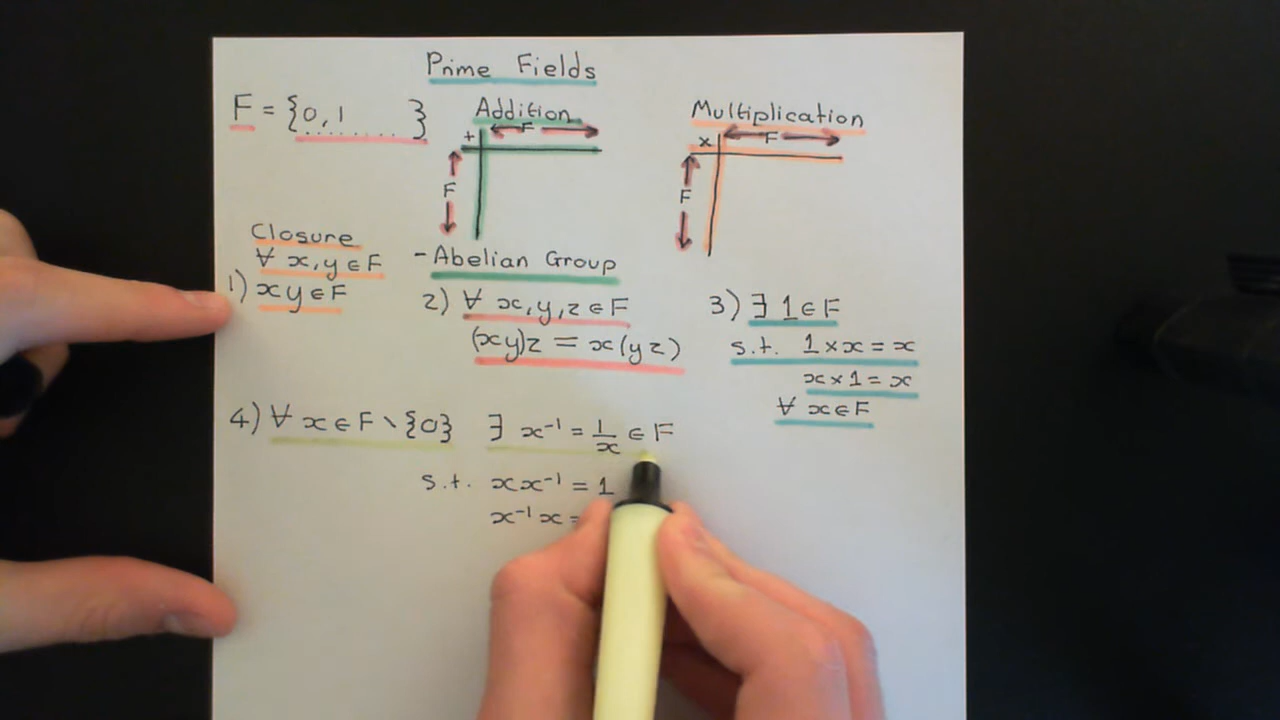 Prime Fields
F = {0, 1 ........ }
Addition
+ F
F
Multiplication
x F
F
Closure
∀ x, y ∈ F
1) xy ∈ F
- Abelian Group
2) ∀ x, y, z ∈ F
(xy)z = x(yz)
3) ∃ 1 ∈ F
s.t. 1 × x = x
x × 1 = x
∀ x ∈ F
4) ∀ x ∈ F \ {0} ∃ x⁻¹ = 1/x ∈ F
s.t. xx⁻¹ = 1
x⁻¹x =